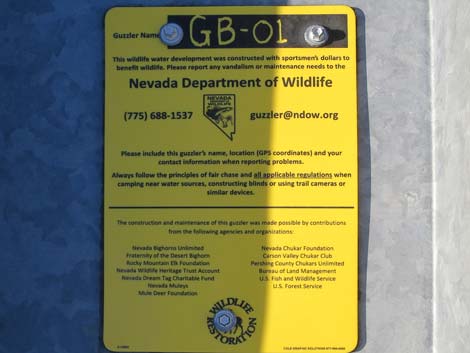 Guzzler Name
GB-01
This wildlife water development was constructed with sportsmen's dollars to
benefit wildlife. Please report any vandalism or maintenance needs to the
Nevada Department of Wildlife
(775) 688-1537
NEVADA
WILDLIFE
guzzler@ndow.org
Please include this guzzler's name, location (GPS coordinates) and your
contact information when reporting problems.
Always follow the principles of fair chase and all applicable regulations when
camping near water sources, constructing blinds or using trail cameras or
similar devices.
The construction and maintenance of this guzzler was made possible by contributions
from the following agencies and organizations:
Nevada Bighorns Unlimited
Fraternity of the Desert Bighorn
Rocky Mountain Elk Foundation
Nevada Wildlife Heritage Trust Account
Nevada Dream Tag Charitable Fund
Nevada Muleys
Mule Deer Foundation
Nevada Chukar Foundation
Carson Valley Chukar Club
Pershing County Chukars Unlimited
Bureau of Land Management
U.S. Fish and Wildlife Service
U.S. Forest Service
WILDLIFE
RESTORATION